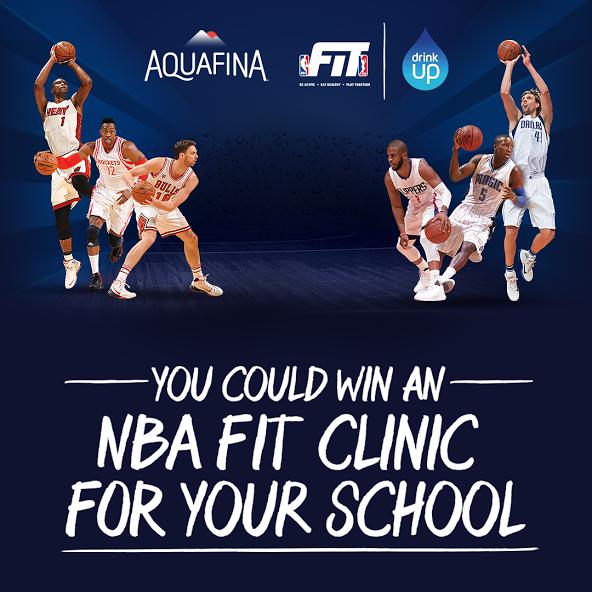 AQUAFINA
FIT
BE ACTIVE • EAT HEALTHY • PLAY TOGETHER
drink
UP
HEAT
1
ROCKETS
12
BULLS
16
CLIPPERS
3
MAGIC
5
DALLAS
YOU COULD WIN AN
NBA FIT CLINIC
FOR YOUR SCHOOL